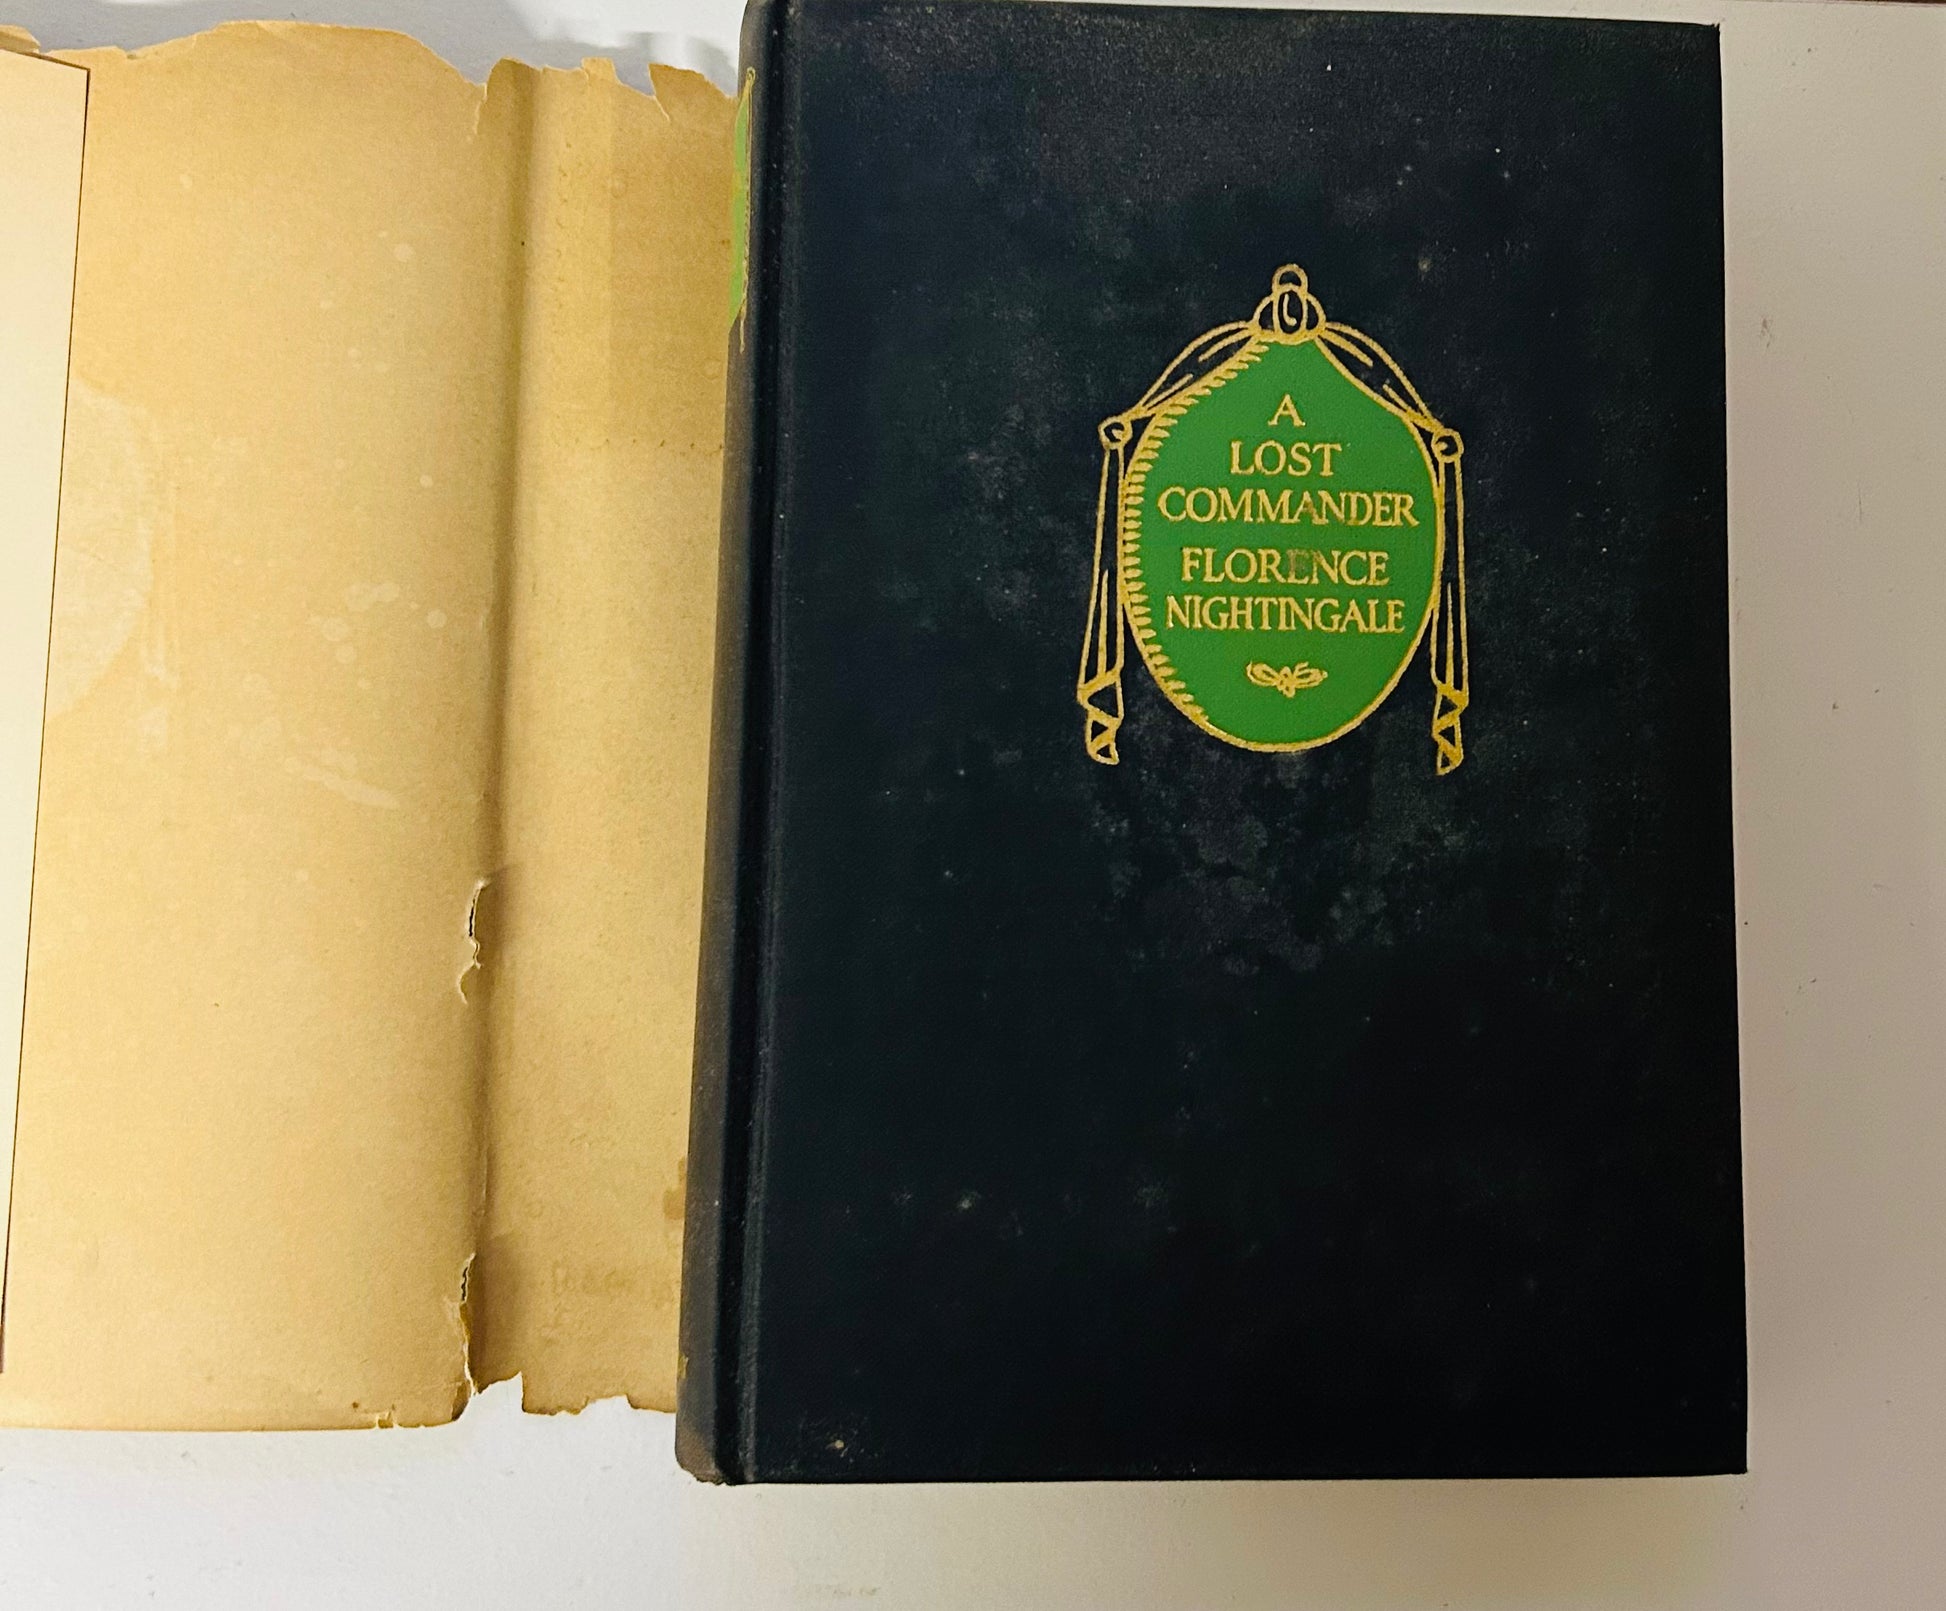 A
LOST
COMMANDER
FLORENCE
NIGHTINGALE